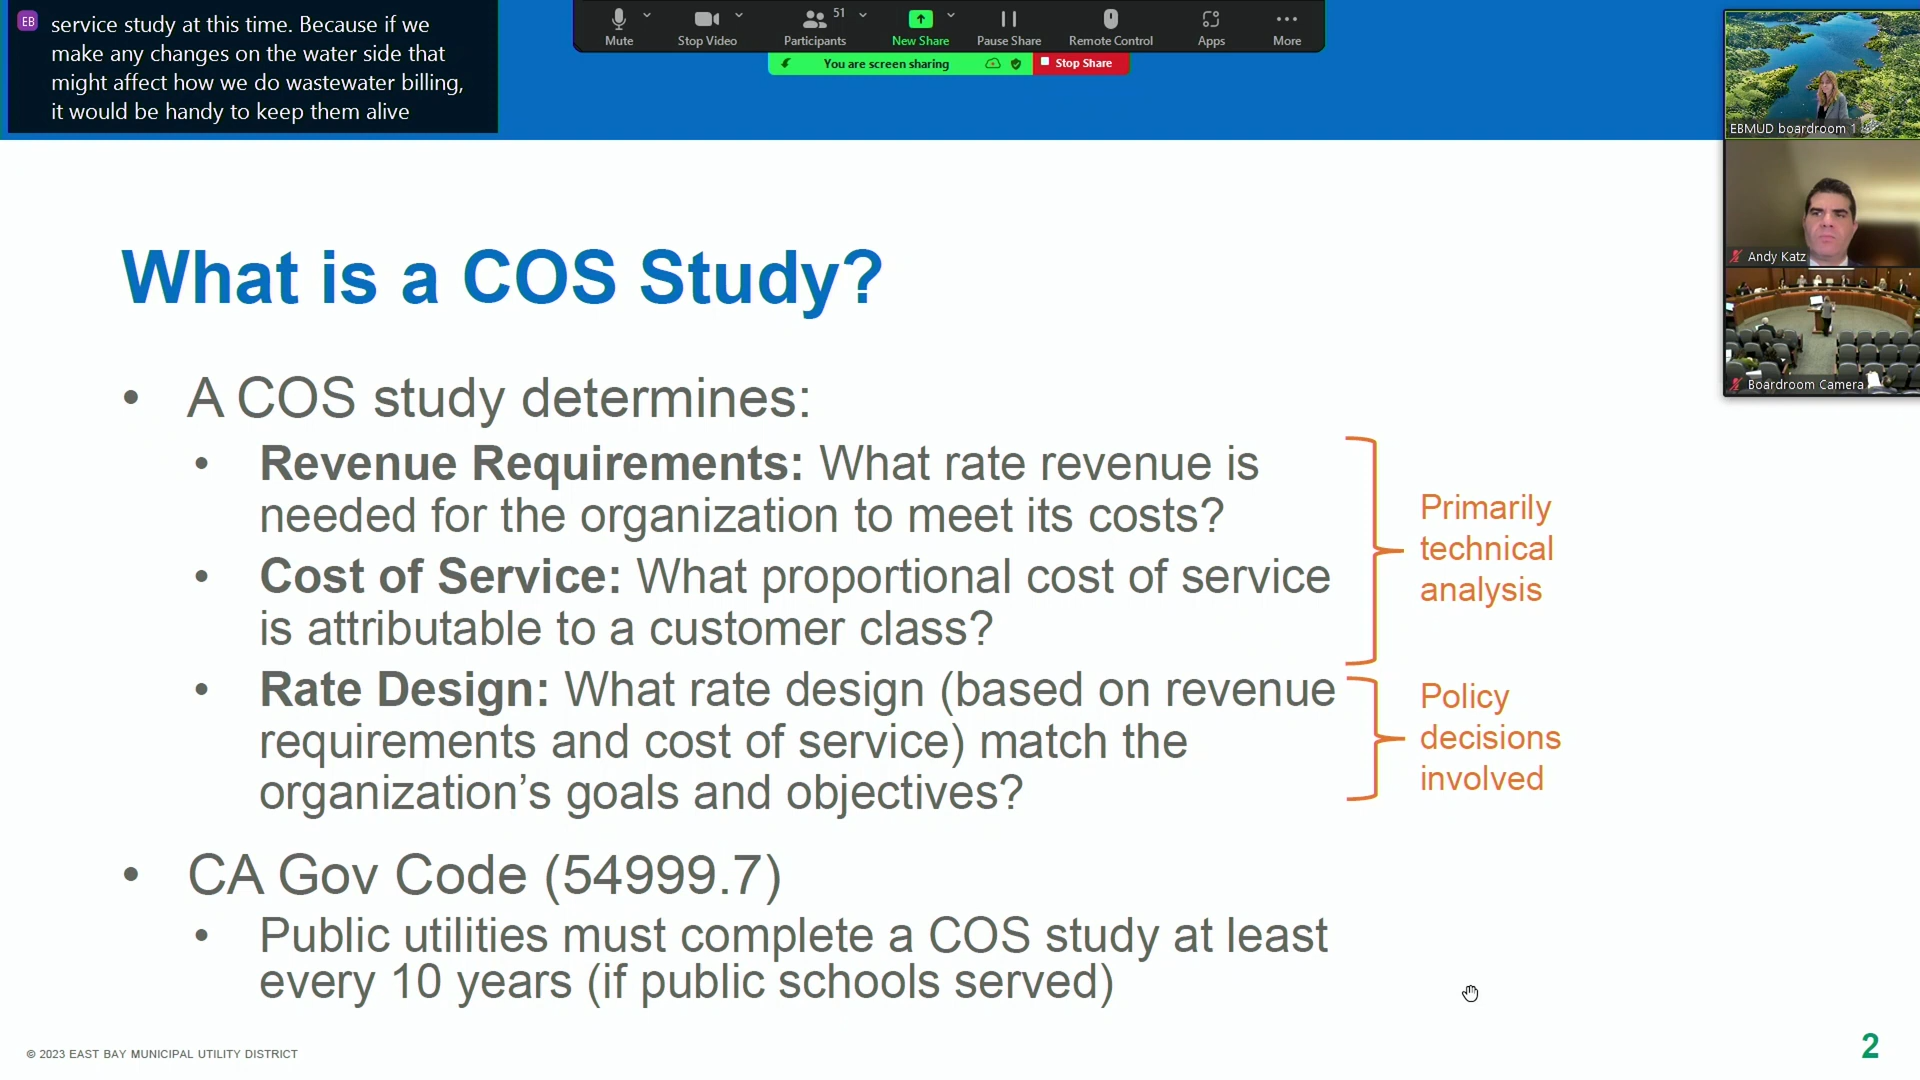 EB
service study at this time. Because if we
make any changes on the water side that
might affect how we do wastewater billing,
it would be handy to keep them alive
Mute
Stop Video
51
Participants
New Share
Pause Share
Remote Control
Apps
More
You are screen sharing
Stop Share
EBMUD boardroom 1
Andy Katz
Boardroom Camera
What is a COS Study?
• A COS study determines:
• Revenue Requirements: What rate revenue is
needed for the organization to meet its costs?
• Cost of Service: What proportional cost of service
is attributable to a customer class?
Primarily
technical
analysis
• Rate Design: What rate design (based on revenue
requirements and cost of service) match the
organization’s goals and objectives?
Policy
decisions
involved
• CA Gov Code (54999.7)
• Public utilities must complete a COS study at least
every 10 years (if public schools served)
© 2023 EAST BAY MUNICIPAL UTILITY DISTRICT
2